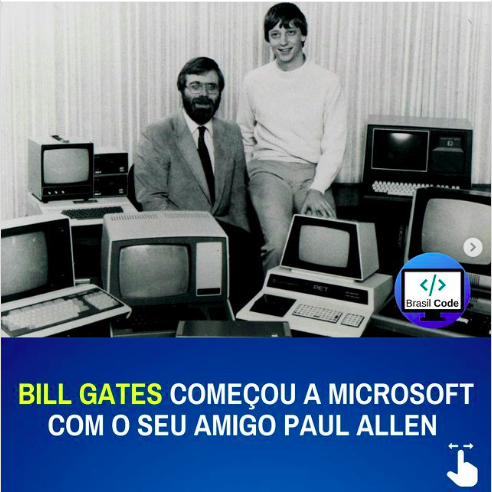 PET
</>
Brasil Code
BILL GATES COMEÇOU A MICROSOFT
COM O SEU AMIGO PAUL ALLEN